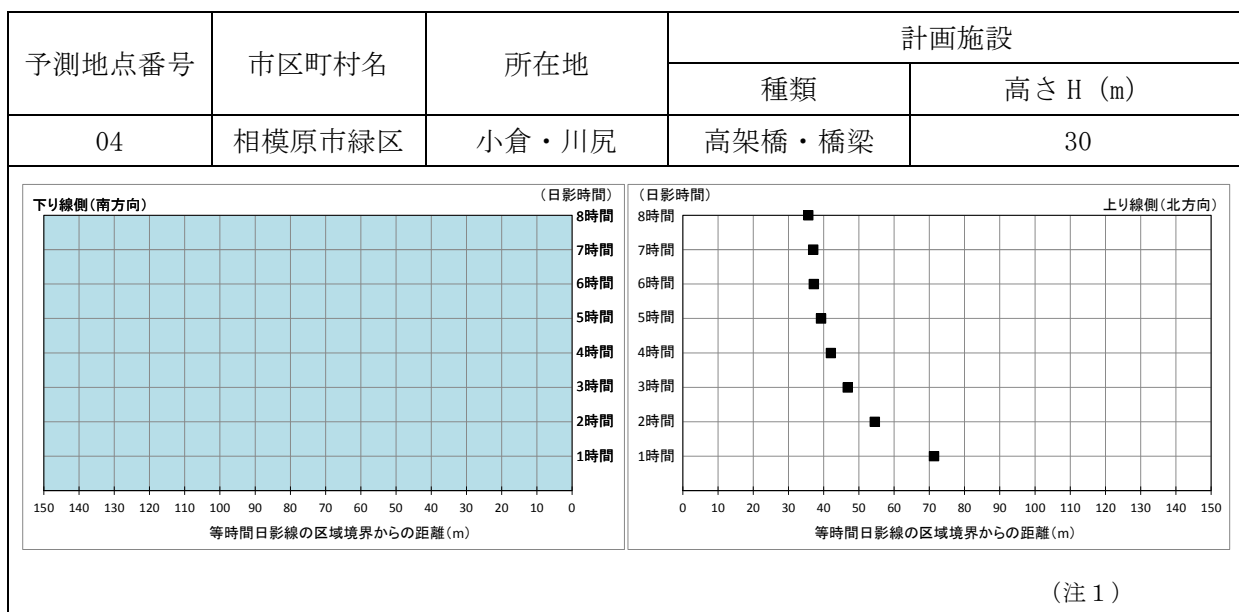 予測地点番号 市区町村名 所在地 計画施設
種類 高さ H (m)
04 相模原市緑区 小倉・川尻 高架橋・橋梁 30
下り線側(南方向) (日影時間)
8時間
7時間
6時間
5時間
4時間
3時間
2時間
1時間
150 140 130 120 110 100 90 80 70 60 50 40 30 20 10 0
等時間日影線の区域境界からの距離(m)
(日影時間) 上り線側(北方向)
8時間
7時間
6時間
5時間
4時間
3時間
2時間
1時間
0 10 20 30 40 50 60 70 80 90 100 110 120 130 140 150
等時間日影線の区域境界からの距離(m)
(注1)